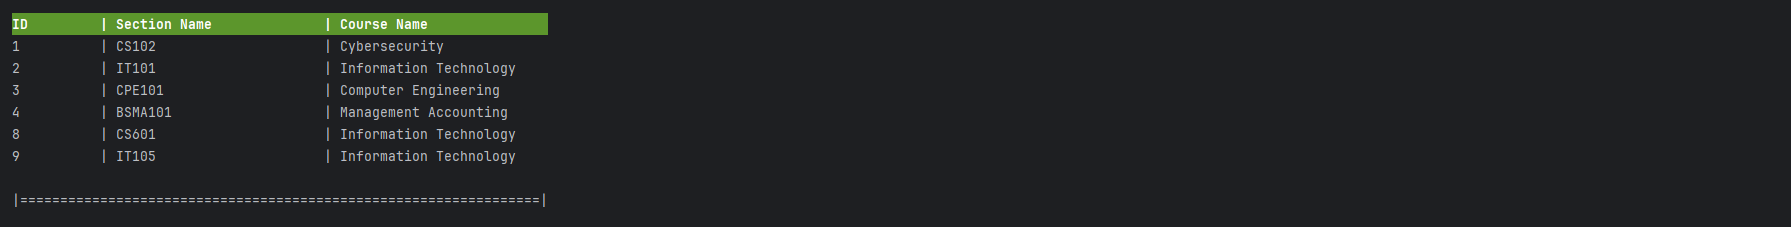 ID          | Section Name              | Course Name
1           | CS102                     | Cybersecurity
2           | IT101                     | Information Technology
3           | CPE101                    | Computer Engineering
4           | BSMA101                   | Management Accounting
8           | CS601                     | Information Technology
9           | IT105                     | Information Technology
|=================================================================|